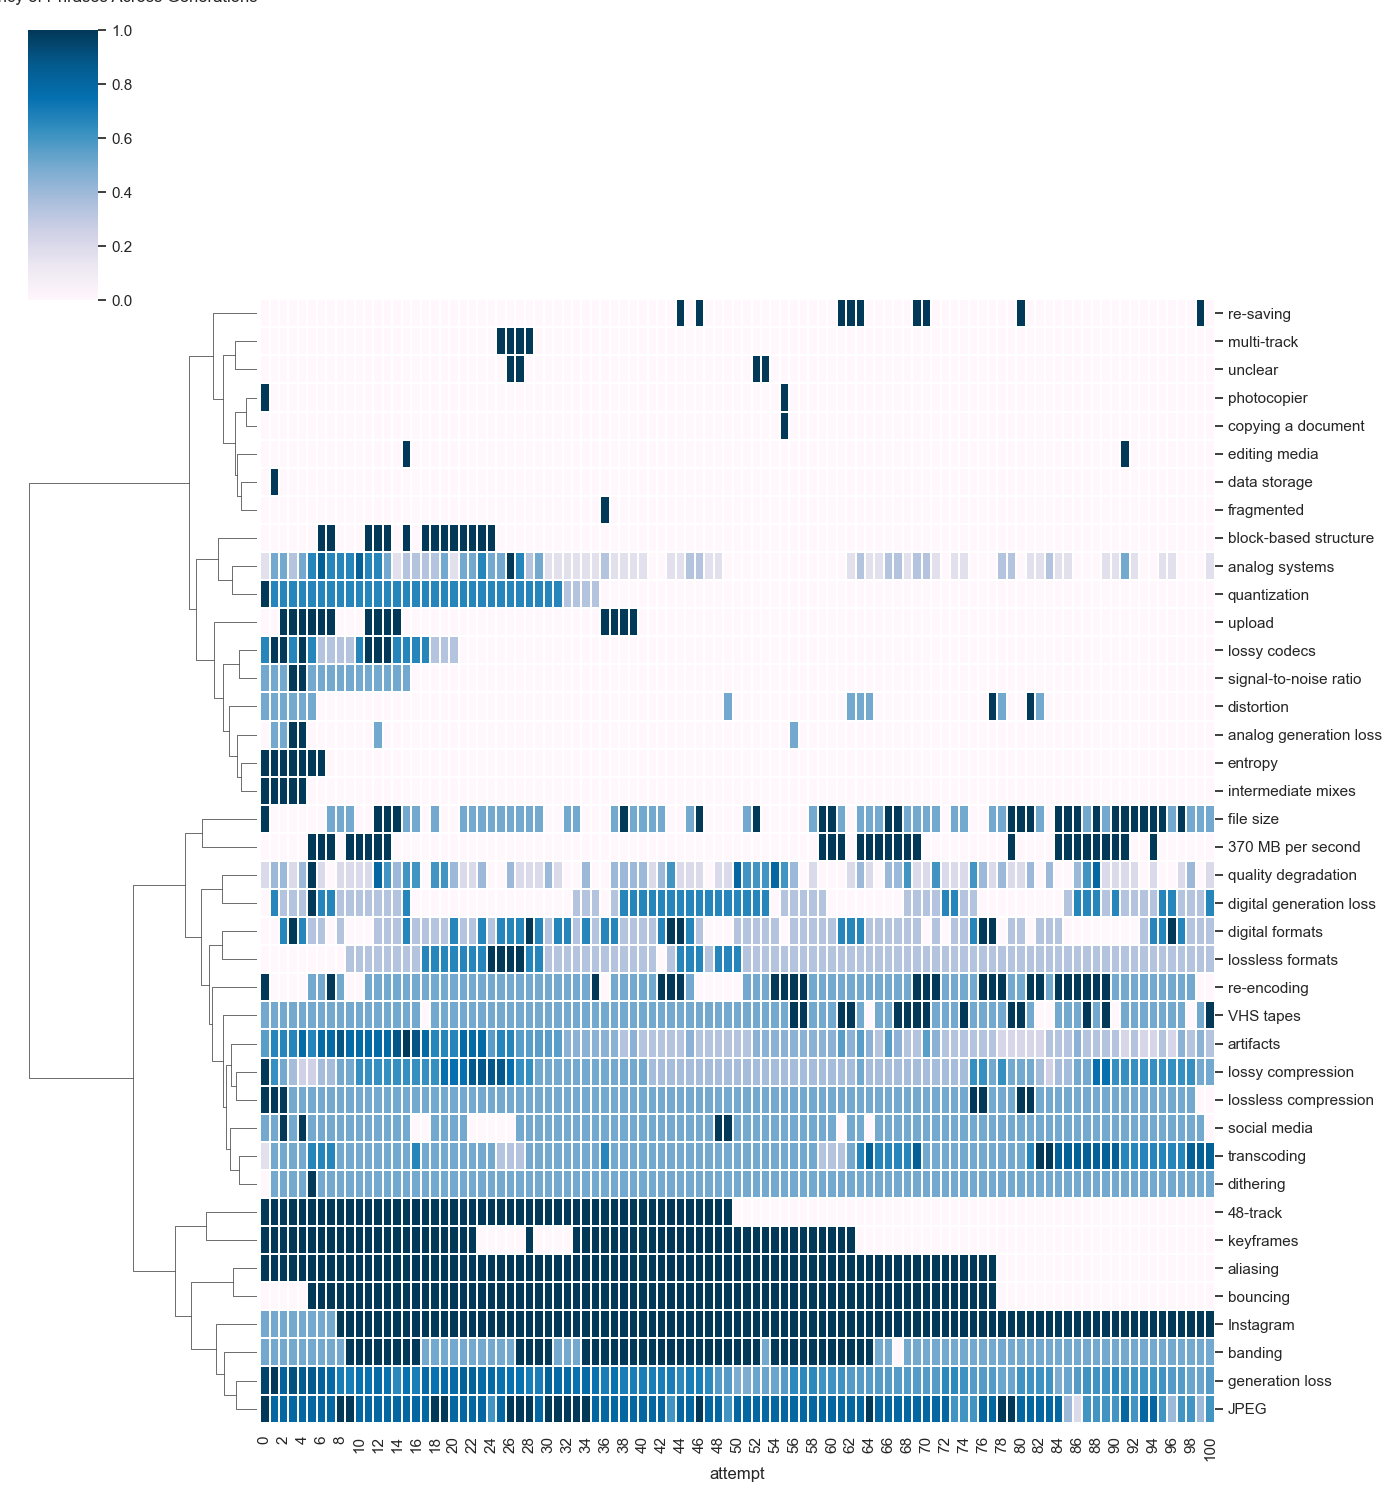 of Phrases Across Generations
1.0
0.8
0.6
0.4
0.2
0.0
re-saving
multi-track
unclear
photocopier
copying a document
editing media
data storage
fragmented
block-based structure
analog systems
quantization
upload
lossy codecs
signal-to-noise ratio
distortion
analog generation loss
entropy
intermediate mixes
file size
370 MB per second
quality degradation
digital generation loss
digital formats
lossless formats
re-encoding
VHS tapes
artifacts
lossy compression
lossless compression
social media
transcoding
dithering
48-track
keyframes
aliasing
bouncing
Instagram
banding
generation loss
JPEG
0 2 4 6 8 10 12 14 16 18 20 22 24 26 28 30 32 34 36 38 40 42 44 46 48 50 52 54 56 58 60 62 64 66 68 70 72 74 76 78 80 82 84 86 88 90 92 94 96 98 100
attempt